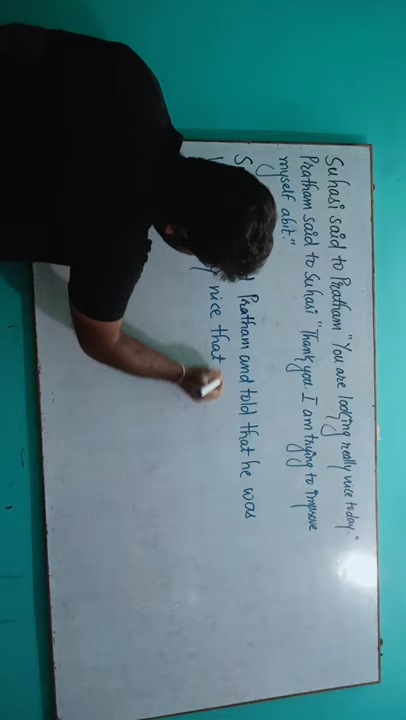 Suhasi said to Pratham "You are looking really nice today."
Pratham said to Suhasi "Thank you. I am trying to improve
myself abit."
Pratham and told that he was
nice that